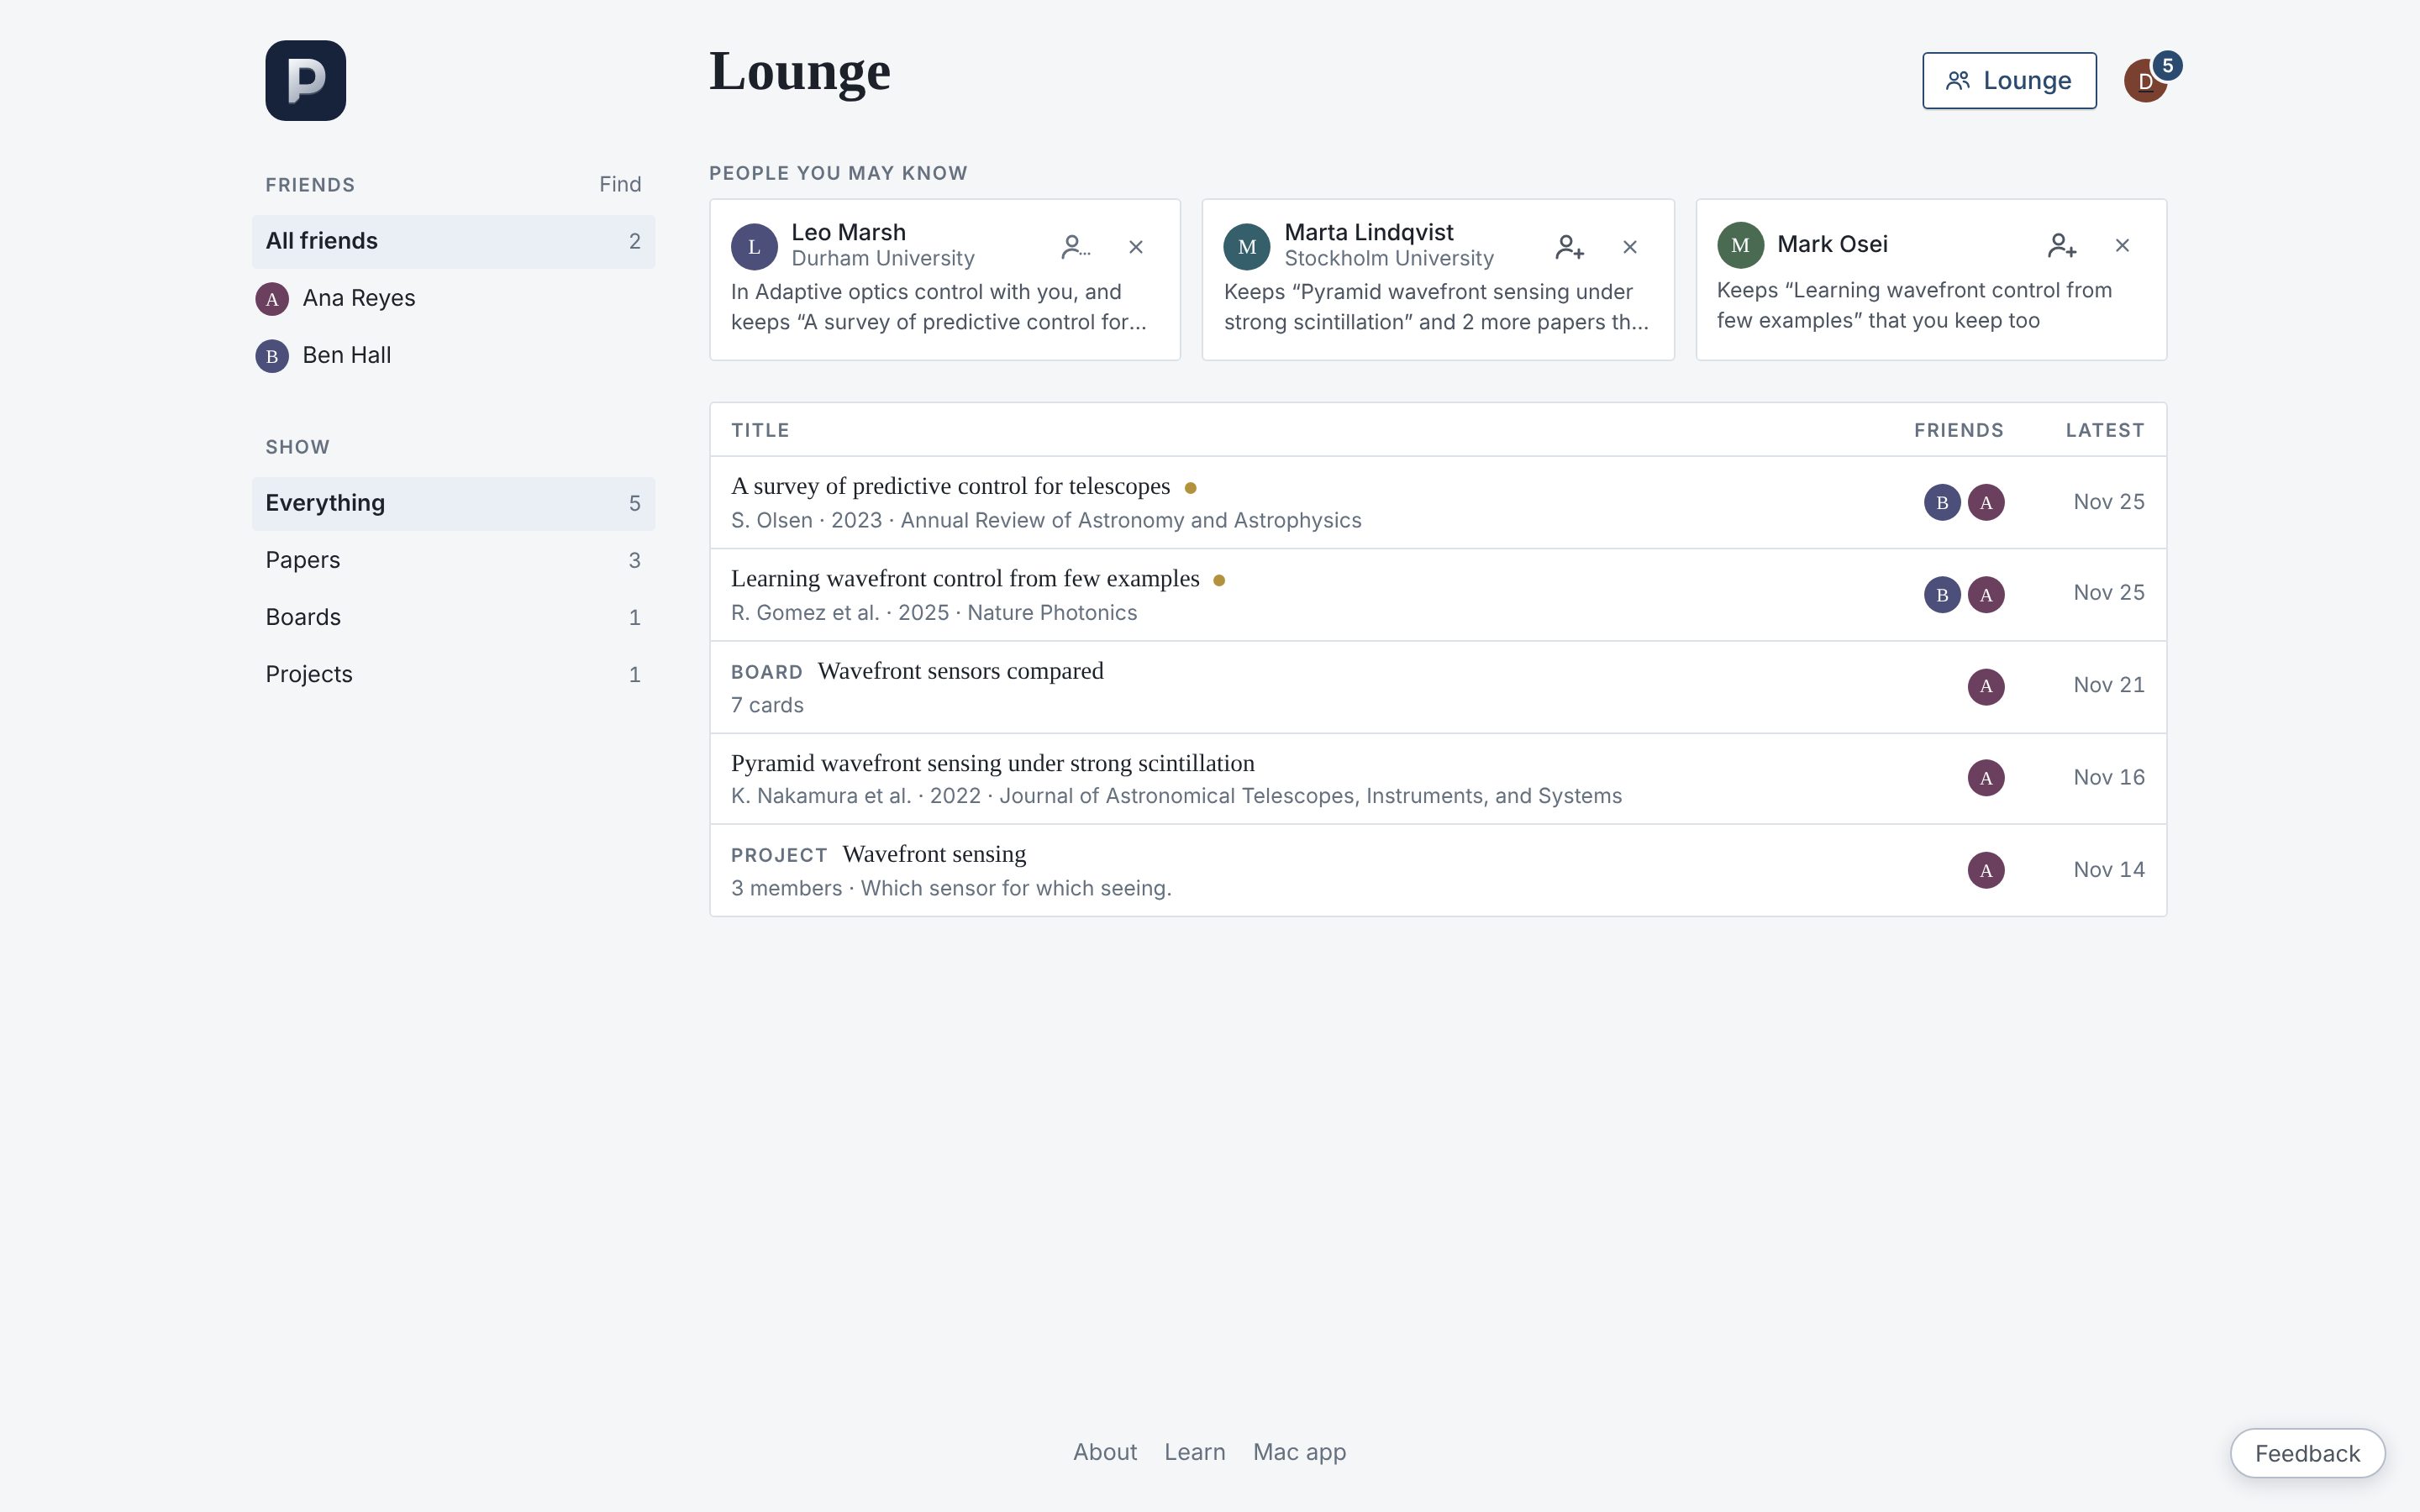 P
Lounge
Lounge
D
5
FRIENDS
Find
All friends
2
A
Ana Reyes
B
Ben Hall
SHOW
Everything
5
Papers
3
Boards
1
Projects
1
PEOPLE YOU MAY KNOW
L
Leo Marsh
Durham University
In Adaptive optics control with you, and
keeps “A survey of predictive control for...
M
Marta Lindqvist
Stockholm University
Keeps “Pyramid wavefront sensing under
strong scintillation” and 2 more papers th...
M
Mark Osei
Keeps “Learning wavefront control from
few examples” that you keep too
TITLE
FRIENDS
LATEST
A survey of predictive control for telescopes
S. Olsen · 2023 · Annual Review of Astronomy and Astrophysics
B
A
Nov 25
Learning wavefront control from few examples
R. Gomez et al. · 2025 · Nature Photonics
B
A
Nov 25
BOARD Wavefront sensors compared
7 cards
A
Nov 21
Pyramid wavefront sensing under strong scintillation
K. Nakamura et al. · 2022 · Journal of Astronomical Telescopes, Instruments, and Systems
A
Nov 16
PROJECT Wavefront sensing
3 members · Which sensor for which seeing.
A
Nov 14
About
Learn
Mac app
Feedback